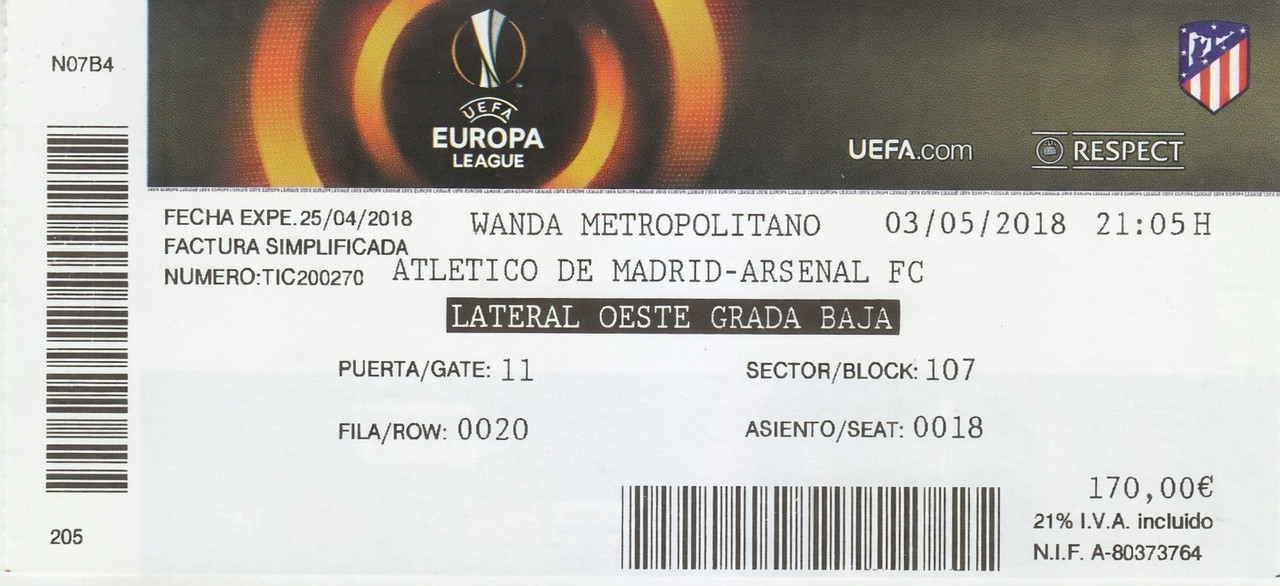 N07B4
UEFA
EUROPA
LEAGUE
UEFA.com
RESPECT
FECHA EXPE. 25/04/2018
WANDA METROPOLITANO
03/05/2018 21:05H
FACTURA SIMPLIFICADA
NUMERO:TIC200270
ATLETICO DE MADRID-ARSENAL FC
LATERAL OESTE GRADA BAJA
PUERTA/GATE: 11
SECTOR/BLOCK: 107
FILA/ROW: 0020
ASIENTO/SEAT: 0018
170,00€
21% I.V.A. incluido
N.I.F. A-80373764
205